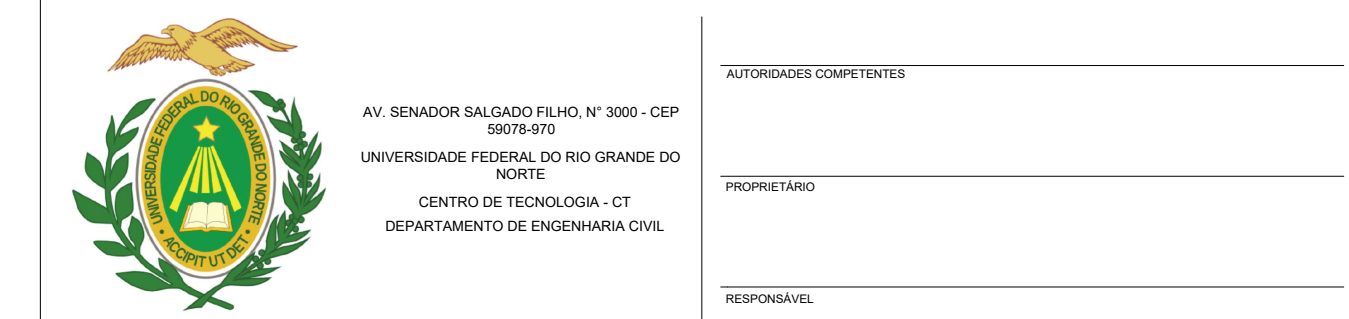 UNIVERSIDADE FEDERAL DO RIO GRANDE DO NORTE
• ACCIPIT UT DET •
AV. SENADOR SALGADO FILHO, N° 3000 - CEP
59078-970
UNIVERSIDADE FEDERAL DO RIO GRANDE DO
NORTE
CENTRO DE TECNOLOGIA - CT
DEPARTAMENTO DE ENGENHARIA CIVIL
AUTORIDADES COMPETENTES
PROPRIETÁRIO
RESPONSÁVEL